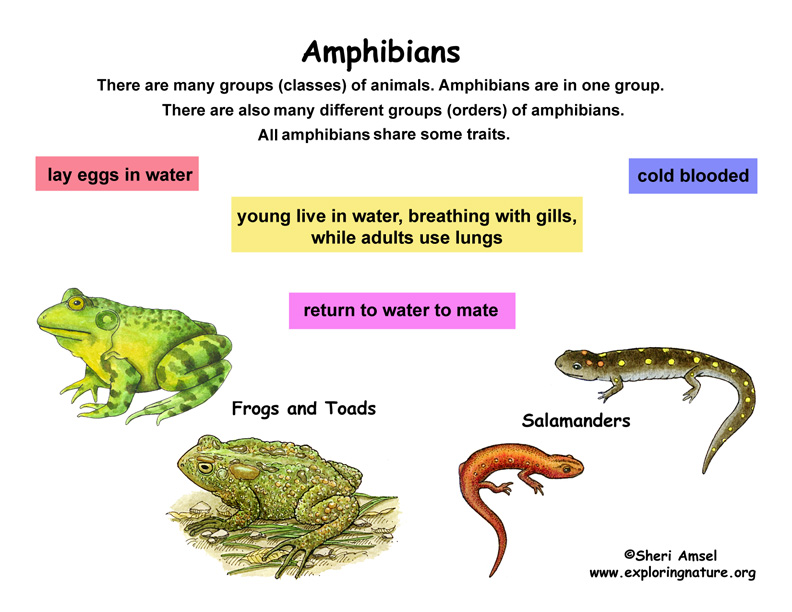 Amphibians
There are many groups (classes) of animals. Amphibians are in one group.
There are also many different groups (orders) of amphibians.
All amphibians share some traits.
lay eggs in water
cold blooded
young live in water, breathing with gills,
while adults use lungs
return to water to mate
Frogs and Toads
Salamanders
©Sheri Amsel
www.exploringnature.org